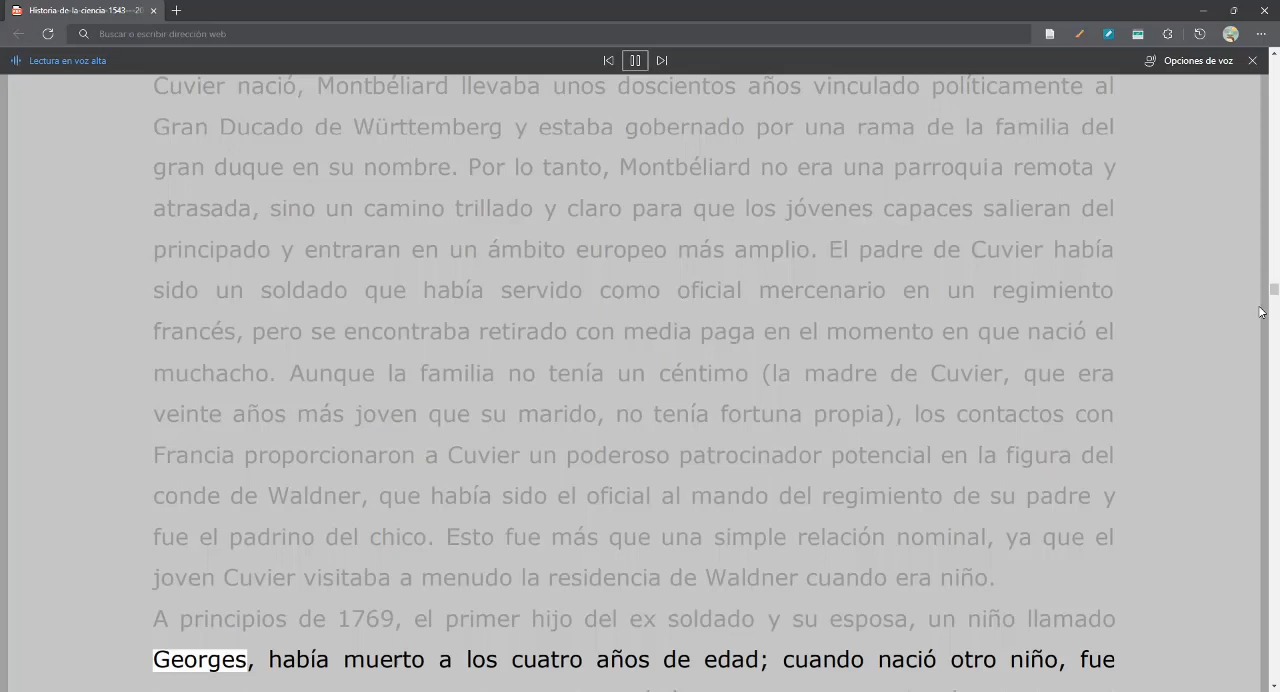 Historia-de-la-ciencia-1543---20
Buscar o escribir dirección web
Lectura en voz alta
Opciones de voz
Cuvier nació, Montbéliard llevaba unos doscientos años vinculado políticamente al
Gran Ducado de Württemberg y estaba gobernado por una rama de la familia del
gran duque en su nombre. Por lo tanto, Montbéliard no era una parroquia remota y
atrasada, sino un camino trillado y claro para que los jóvenes capaces salieran del
principado y entraran en un ámbito europeo más amplio. El padre de Cuvier había
sido un soldado que había servido como oficial mercenario en un regimiento
francés, pero se encontraba retirado con media paga en el momento en que nació el
muchacho. Aunque la familia no tenía un céntimo (la madre de Cuvier, que era
veinte años más joven que su marido, no tenía fortuna propia), los contactos con
Francia proporcionaron a Cuvier un poderoso patrocinador potencial en la figura del
conde de Waldner, que había sido el oficial al mando del regimiento de su padre y
fue el padrino del chico. Esto fue más que una simple relación nominal, ya que el
joven Cuvier visitaba a menudo la residencia de Waldner cuando era niño.
A principios de 1769, el primer hijo del ex soldado y su esposa, un niño llamado
Georges, había muerto a los cuatro años de edad; cuando nació otro niño, fue